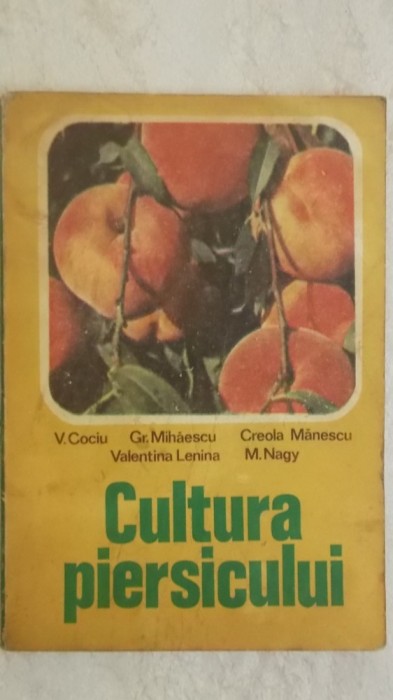 V. Cociu Gr. Mihăescu Creola Mănescu
Valentina Lenina M. Nagy
Cultura
piersicului